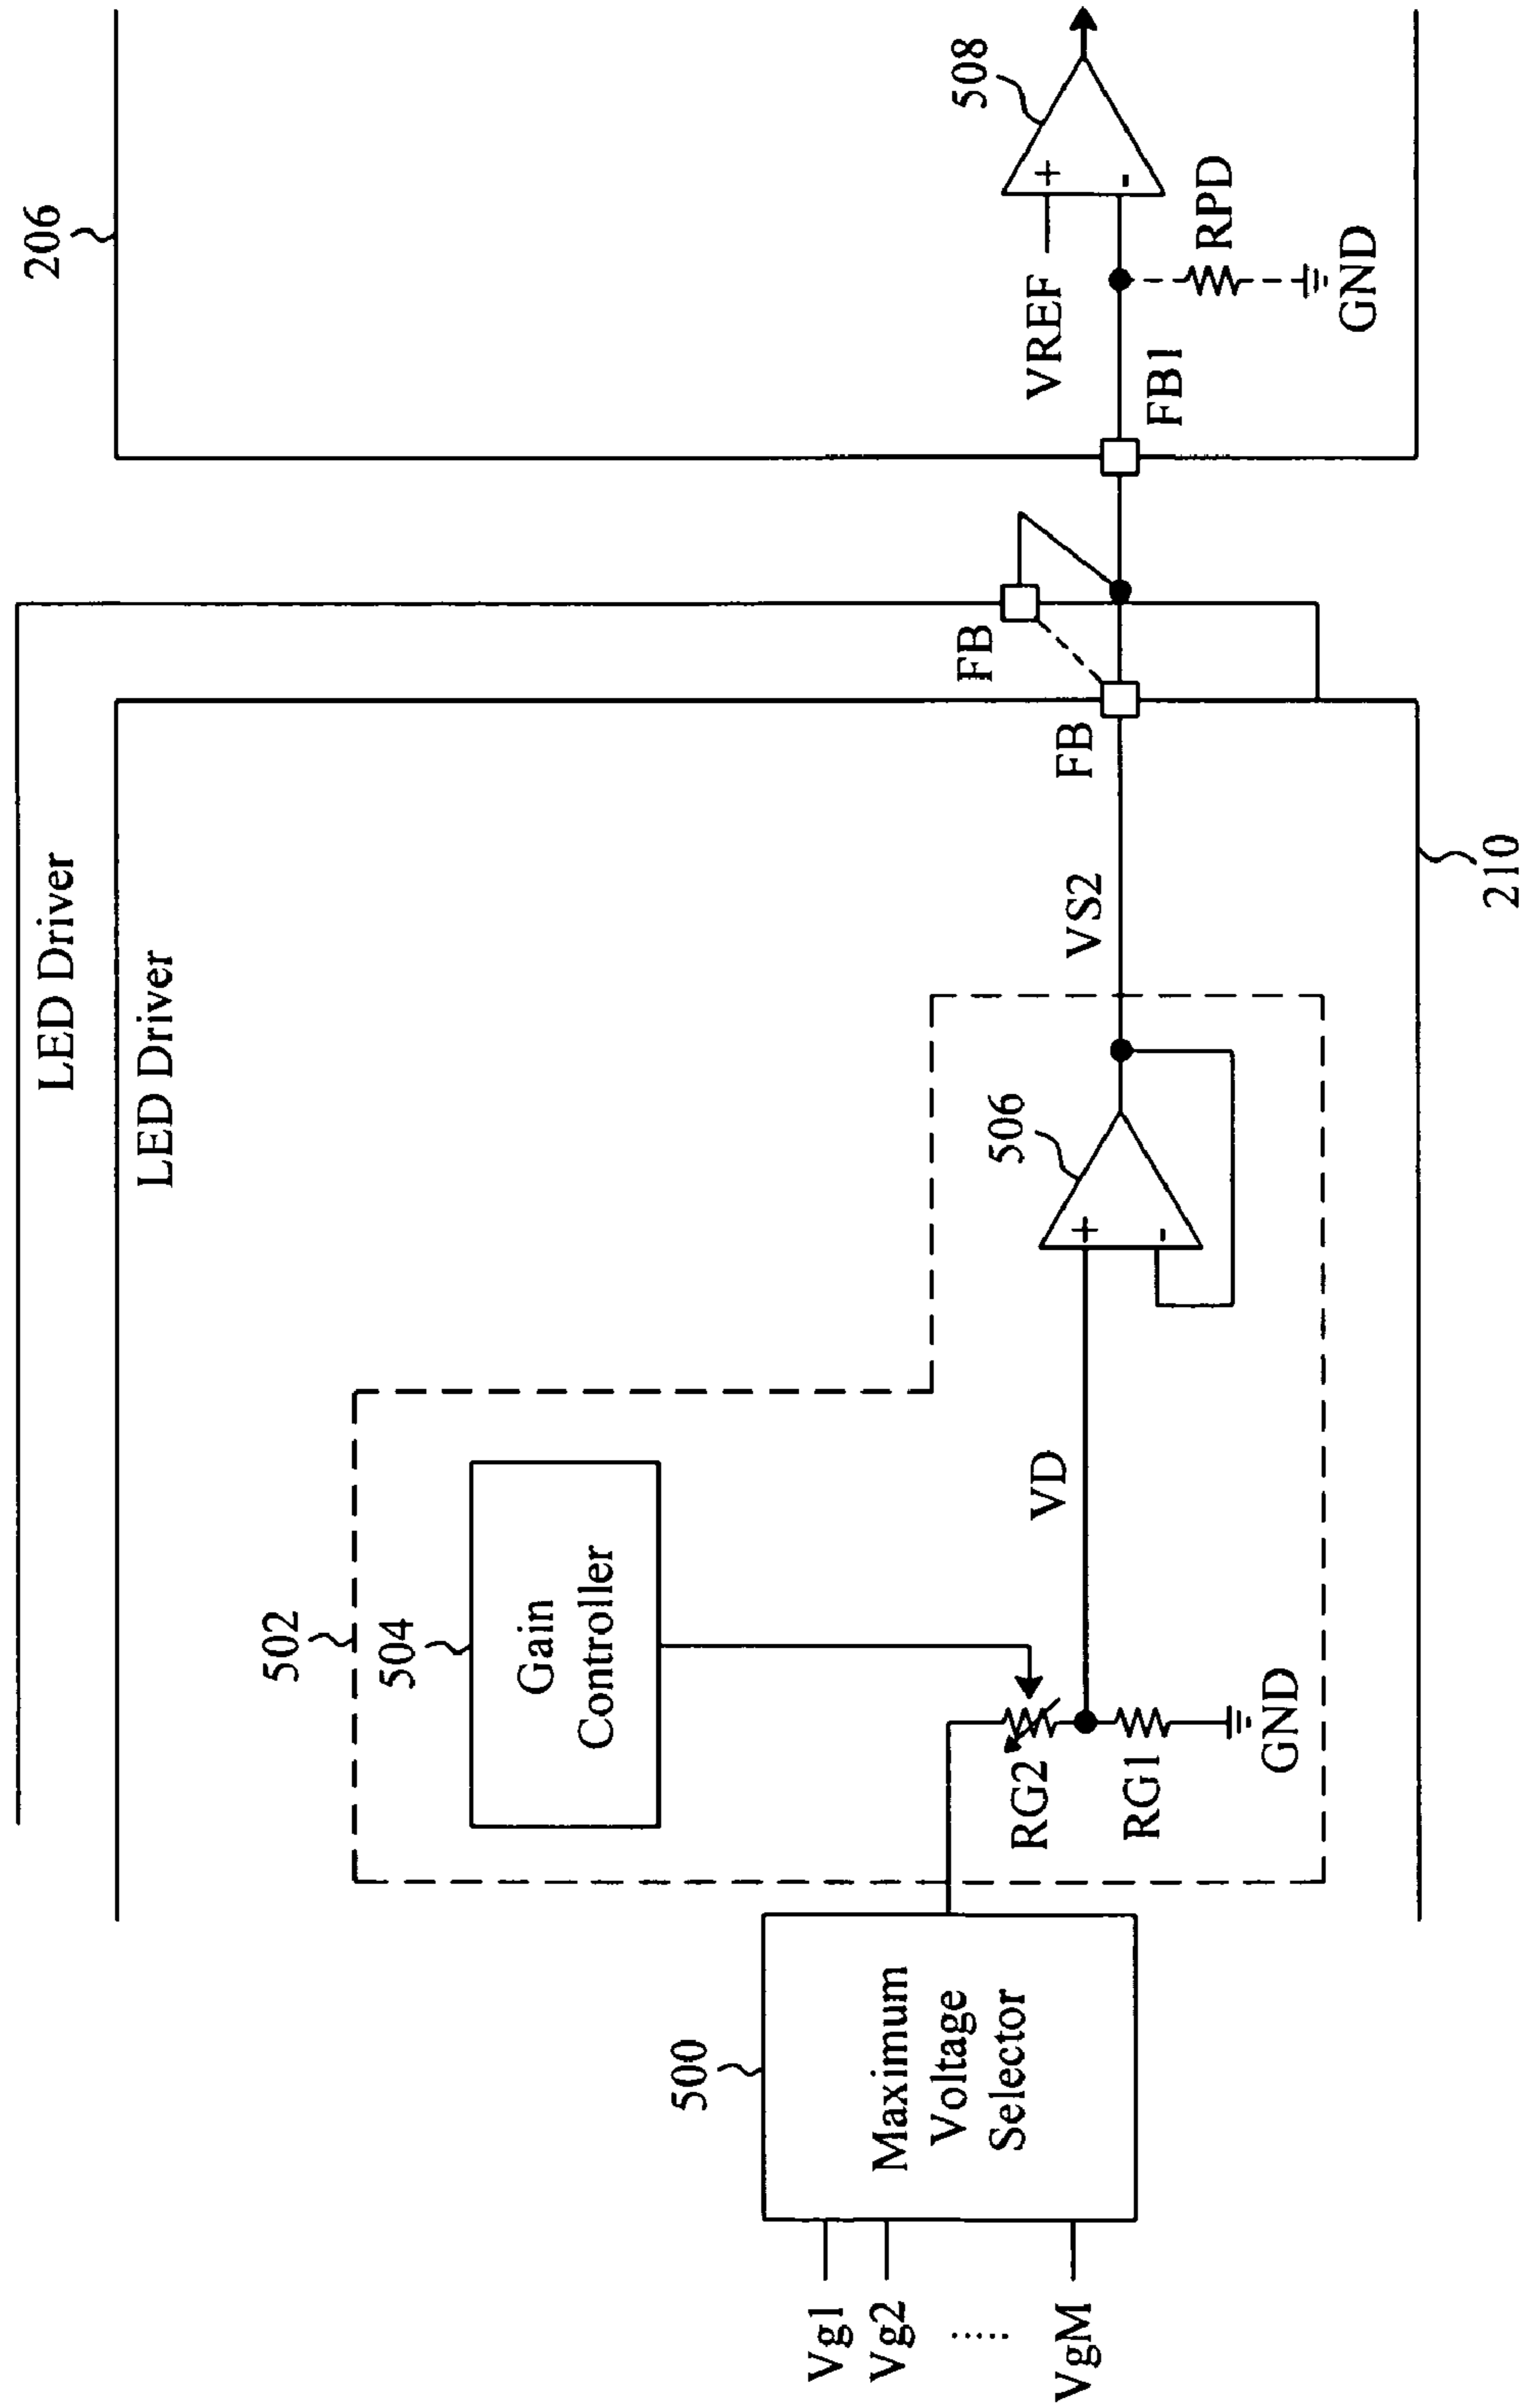 LED Driver
LED Driver
206
502
504
Gain
Controller
500
Maximum
Voltage
Selector
Vg1
Vg2
......
VgM
RG2
RG1
GND
VD
506
+
-
VS2
FB
FB
210
VREF
FB1
508
+
-
RPD
GND